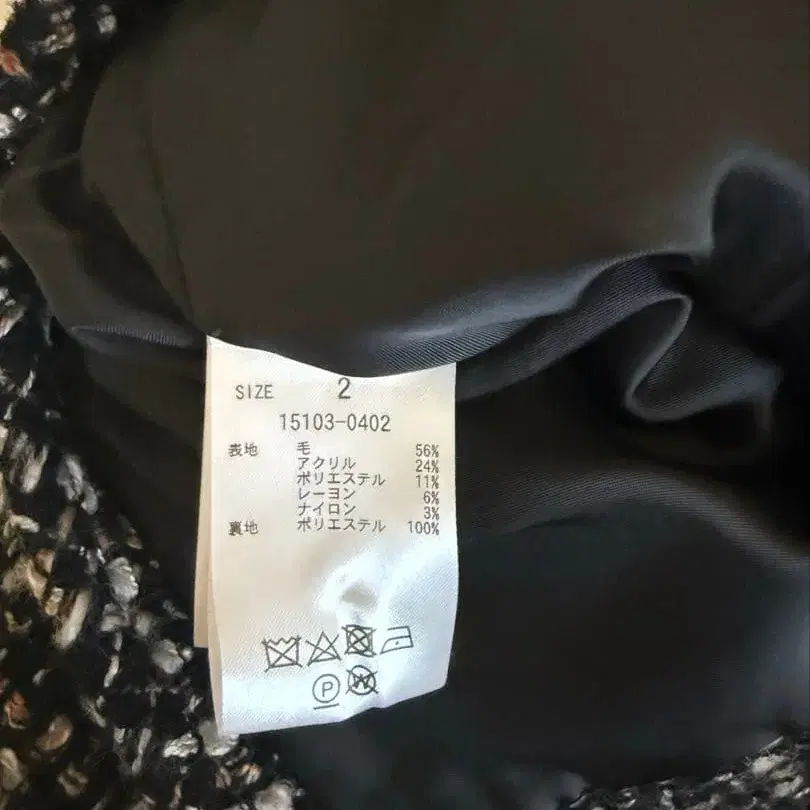 SIZE 2
15103-0402
表地 毛 56%
アクリル 24%
ポリエステル 11%
レーヨン 6%
ナイロン 3%
裏地 ポリエステル 100%
P W